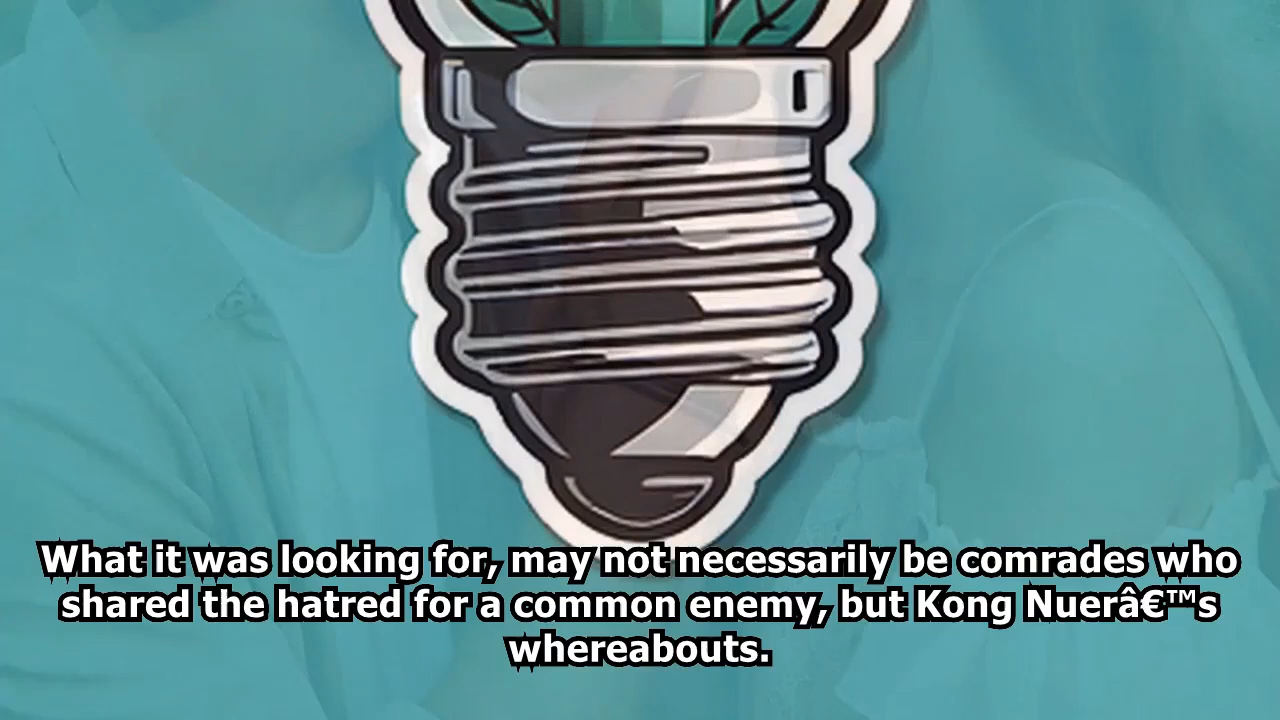 What it was looking for, may not necessarily be comrades who
shared the hatred for a common enemy, but Kong Nuerâ€™s
whereabouts.